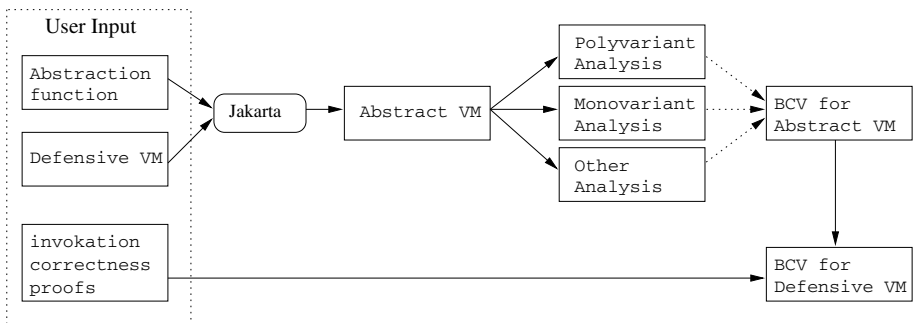 User Input
Abstraction
function
Defensive VM
invokation
correctness
proofs
Jakarta
Abstract VM
Polyvariant
Analysis
Monovariant
Analysis
Other
Analysis
BCV for
Abstract VM
BCV for
Defensive VM